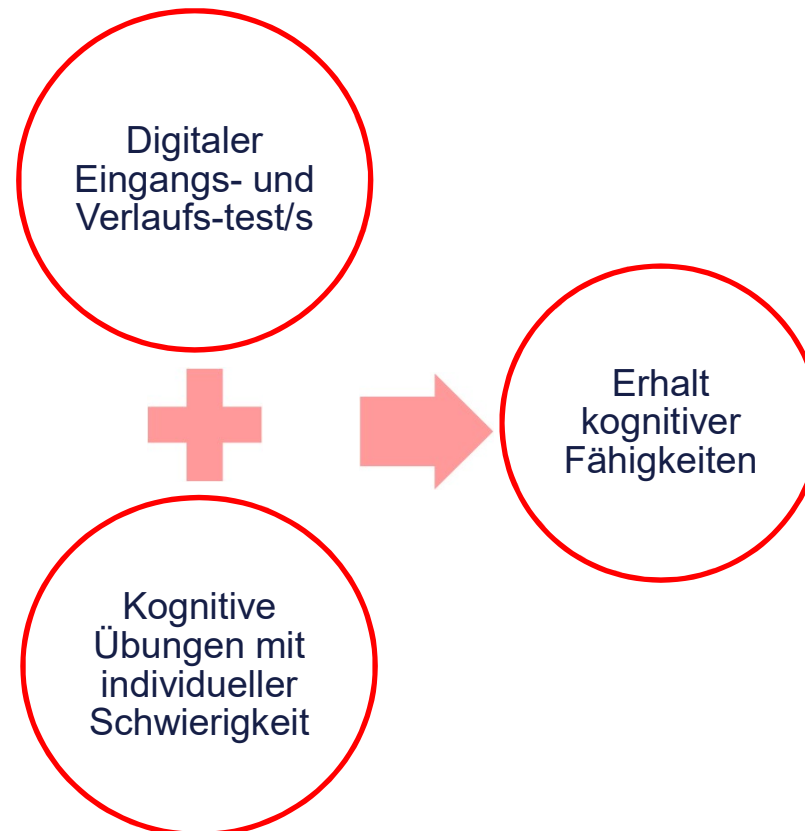 Digitaler
Eingangs- und
Verlaufs-test/s
Erhalt
kognitiver
Fähigkeiten
Kognitive
Übungen mit
individueller
Schwierigkeit